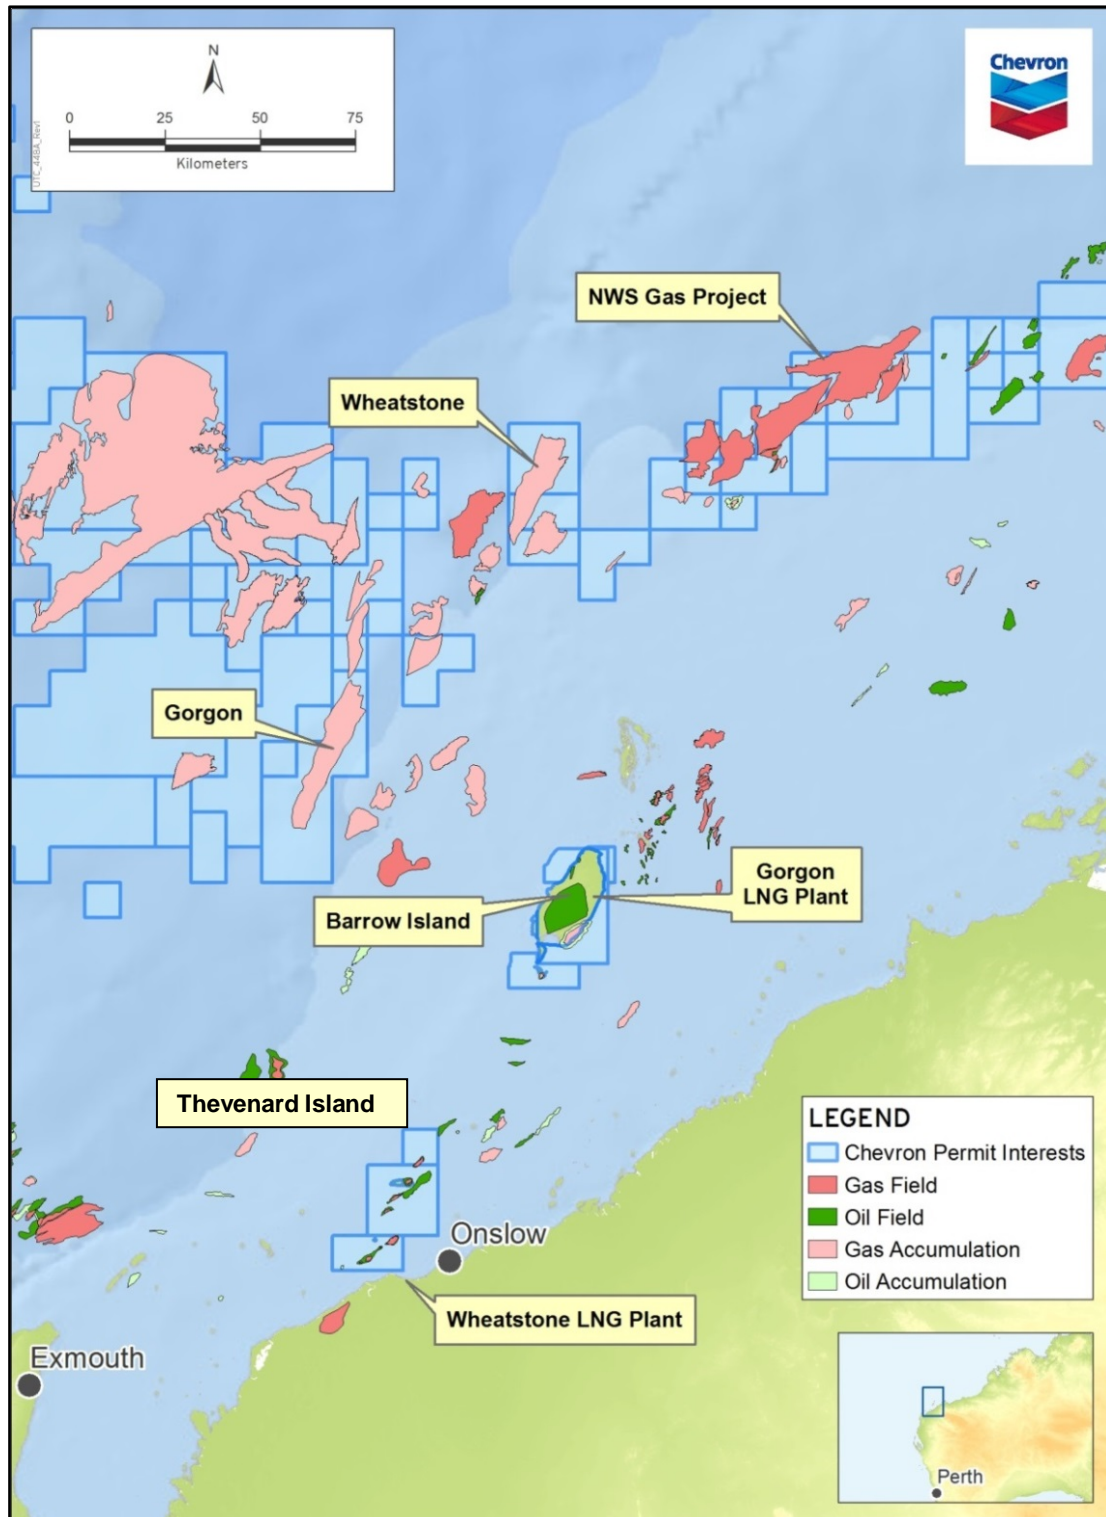 N
0 25 50 75
Kilometers
UTC_448A_Rev1
Chevron
NWS Gas Project
Wheatstone
Gorgon
Gorgon
LNG Plant
Barrow Island
Thevenard Island
LEGEND
Chevron Permit Interests
Gas Field
Oil Field
Gas Accumulation
Oil Accumulation
Onslow
Wheatstone LNG Plant
Exmouth
Perth